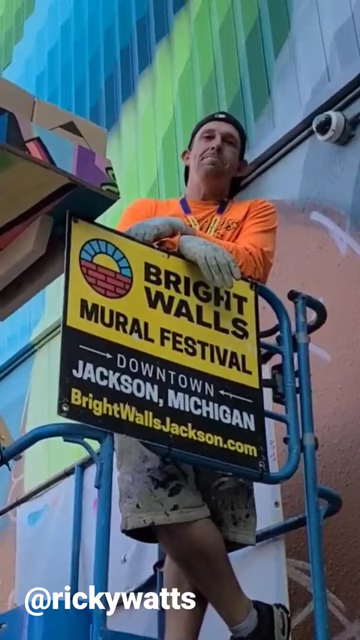 BRIGHT
WALLS
MURAL FESTIVAL
DOWNTOWN
JACKSON, MICHIGAN
BrightWallsJackson.com
@rickywatts